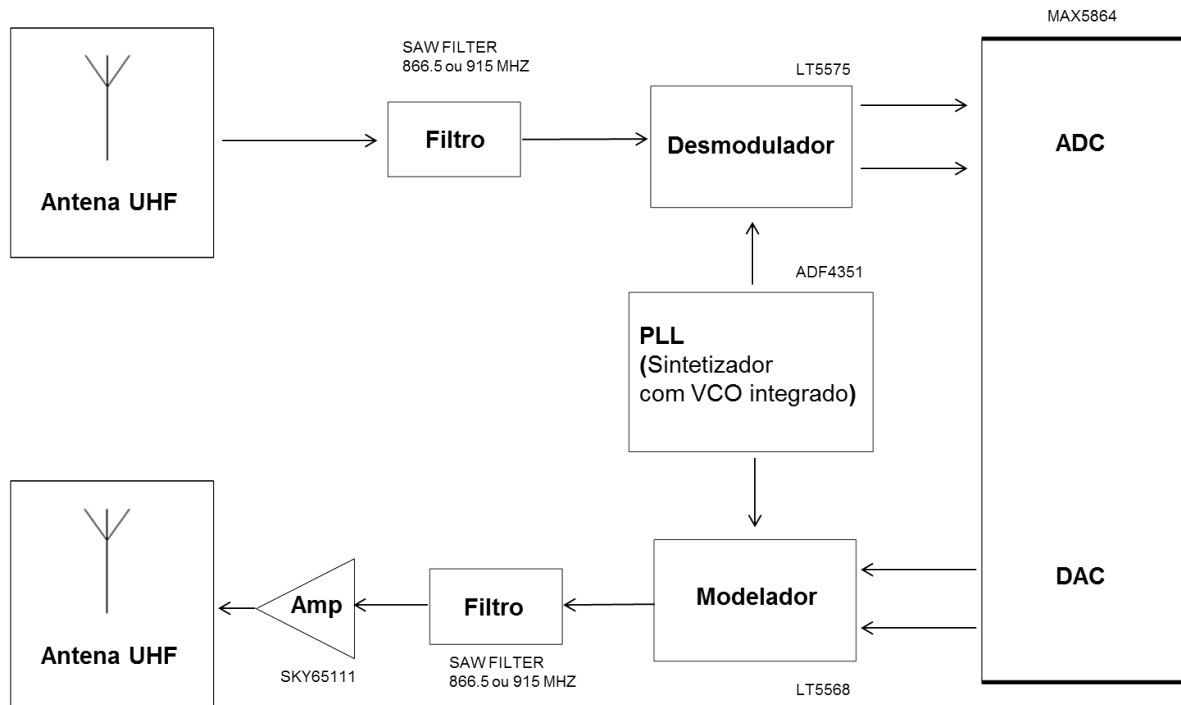 MAX5864
SAW FILTER
866.5 ou 915 MHZ
LT5575
Filtro
Desmodulador
ADC
Antena UHF
ADF4351
PLL
(Sintetizador
com VCO integrado)
Amp
Filtro
Modelador
DAC
Antena UHF
SKY65111
SAW FILTER
866.5 ou 915 MHZ
LT5568